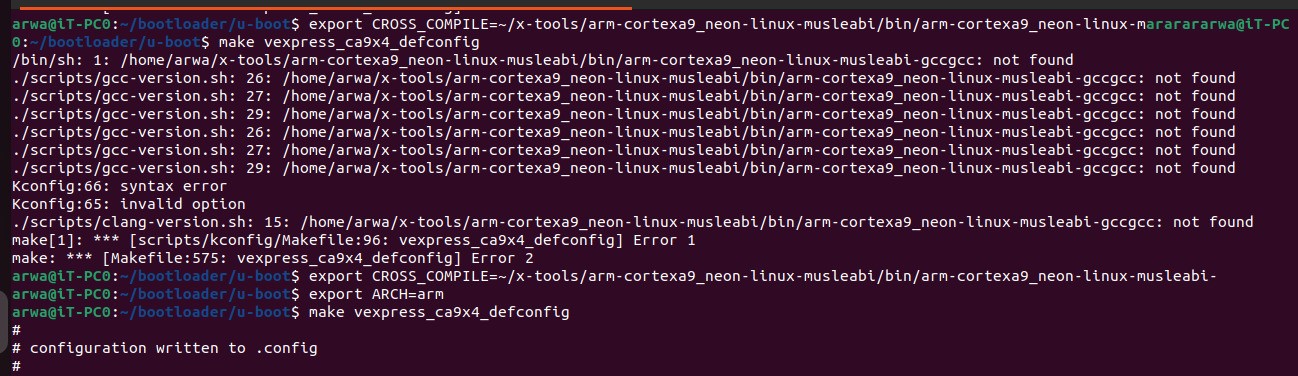 arwa@iT-PC0:~/bootloader/u-boot$ export CROSS_COMPILE=~/x-tools/arm-cortexa9_neon-linux-musleabi/bin/arm-cortexa9_neon-linux-mararararwa@iT-PC
0:~/bootloader/u-boot$ make vexpress_ca9x4_defconfig
/bin/sh: 1: /home/arwa/x-tools/arm-cortexa9_neon-linux-musleabi/bin/arm-cortexa9_neon-linux-musleabi-gccgcc: not found
./scripts/gcc-version.sh: 26: /home/arwa/x-tools/arm-cortexa9_neon-linux-musleabi/bin/arm-cortexa9_neon-linux-musleabi-gccgcc: not found
./scripts/gcc-version.sh: 27: /home/arwa/x-tools/arm-cortexa9_neon-linux-musleabi/bin/arm-cortexa9_neon-linux-musleabi-gccgcc: not found
./scripts/gcc-version.sh: 29: /home/arwa/x-tools/arm-cortexa9_neon-linux-musleabi/bin/arm-cortexa9_neon-linux-musleabi-gccgcc: not found
./scripts/gcc-version.sh: 26: /home/arwa/x-tools/arm-cortexa9_neon-linux-musleabi/bin/arm-cortexa9_neon-linux-musleabi-gccgcc: not found
./scripts/gcc-version.sh: 27: /home/arwa/x-tools/arm-cortexa9_neon-linux-musleabi/bin/arm-cortexa9_neon-linux-musleabi-gccgcc: not found
./scripts/gcc-version.sh: 29: /home/arwa/x-tools/arm-cortexa9_neon-linux-musleabi/bin/arm-cortexa9_neon-linux-musleabi-gccgcc: not found
Kconfig:66: syntax error
Kconfig:65: invalid option
./scripts/clang-version.sh: 15: /home/arwa/x-tools/arm-cortexa9_neon-linux-musleabi/bin/arm-cortexa9_neon-linux-musleabi-gccgcc: not found
make[1]: *** [scripts/kconfig/Makefile:96: vexpress_ca9x4_defconfig] Error 1
make: *** [Makefile:575: vexpress_ca9x4_defconfig] Error 2
arwa@iT-PC0:~/bootloader/u-boot$ export CROSS_COMPILE=~/x-tools/arm-cortexa9_neon-linux-musleabi/bin/arm-cortexa9_neon-linux-musleabi-
arwa@iT-PC0:~/bootloader/u-boot$ export ARCH=arm
arwa@iT-PC0:~/bootloader/u-boot$ make vexpress_ca9x4_defconfig
#
# configuration written to .config
#